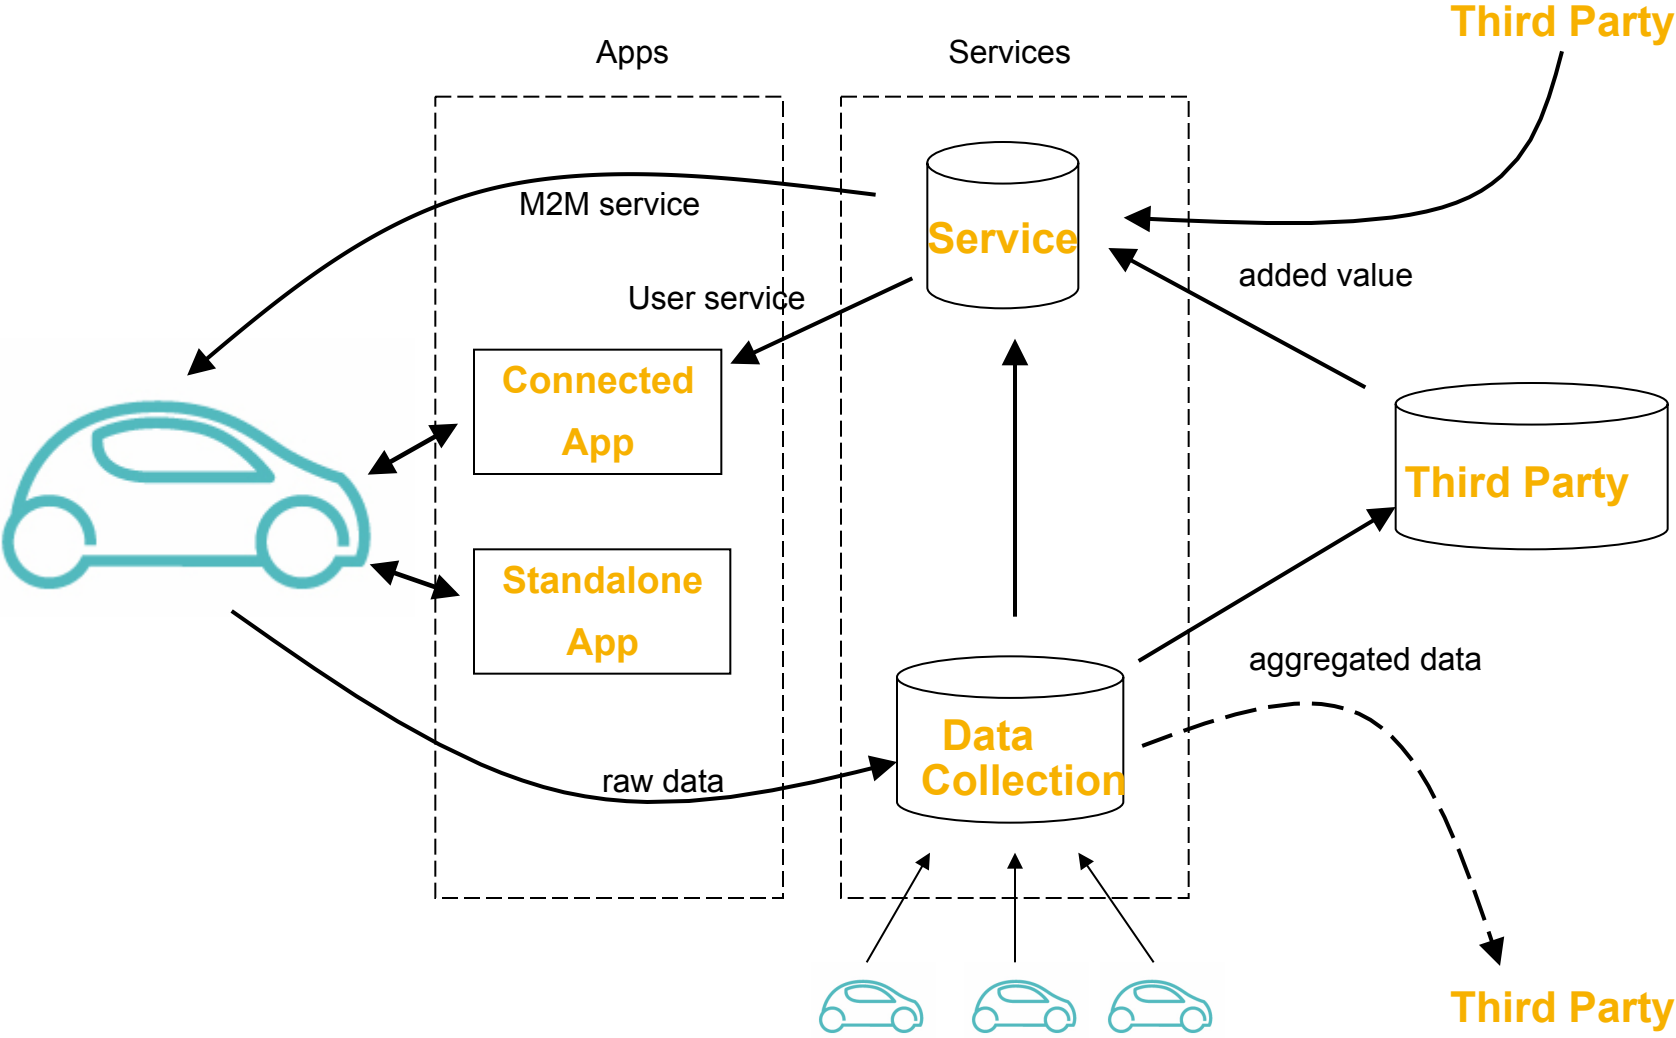 Third Party
Apps
Services
M2M service
Service
added value
User service
Connected
App
Third Party
Standalone
App
aggregated data
Data
Collection
raw data
Third Party